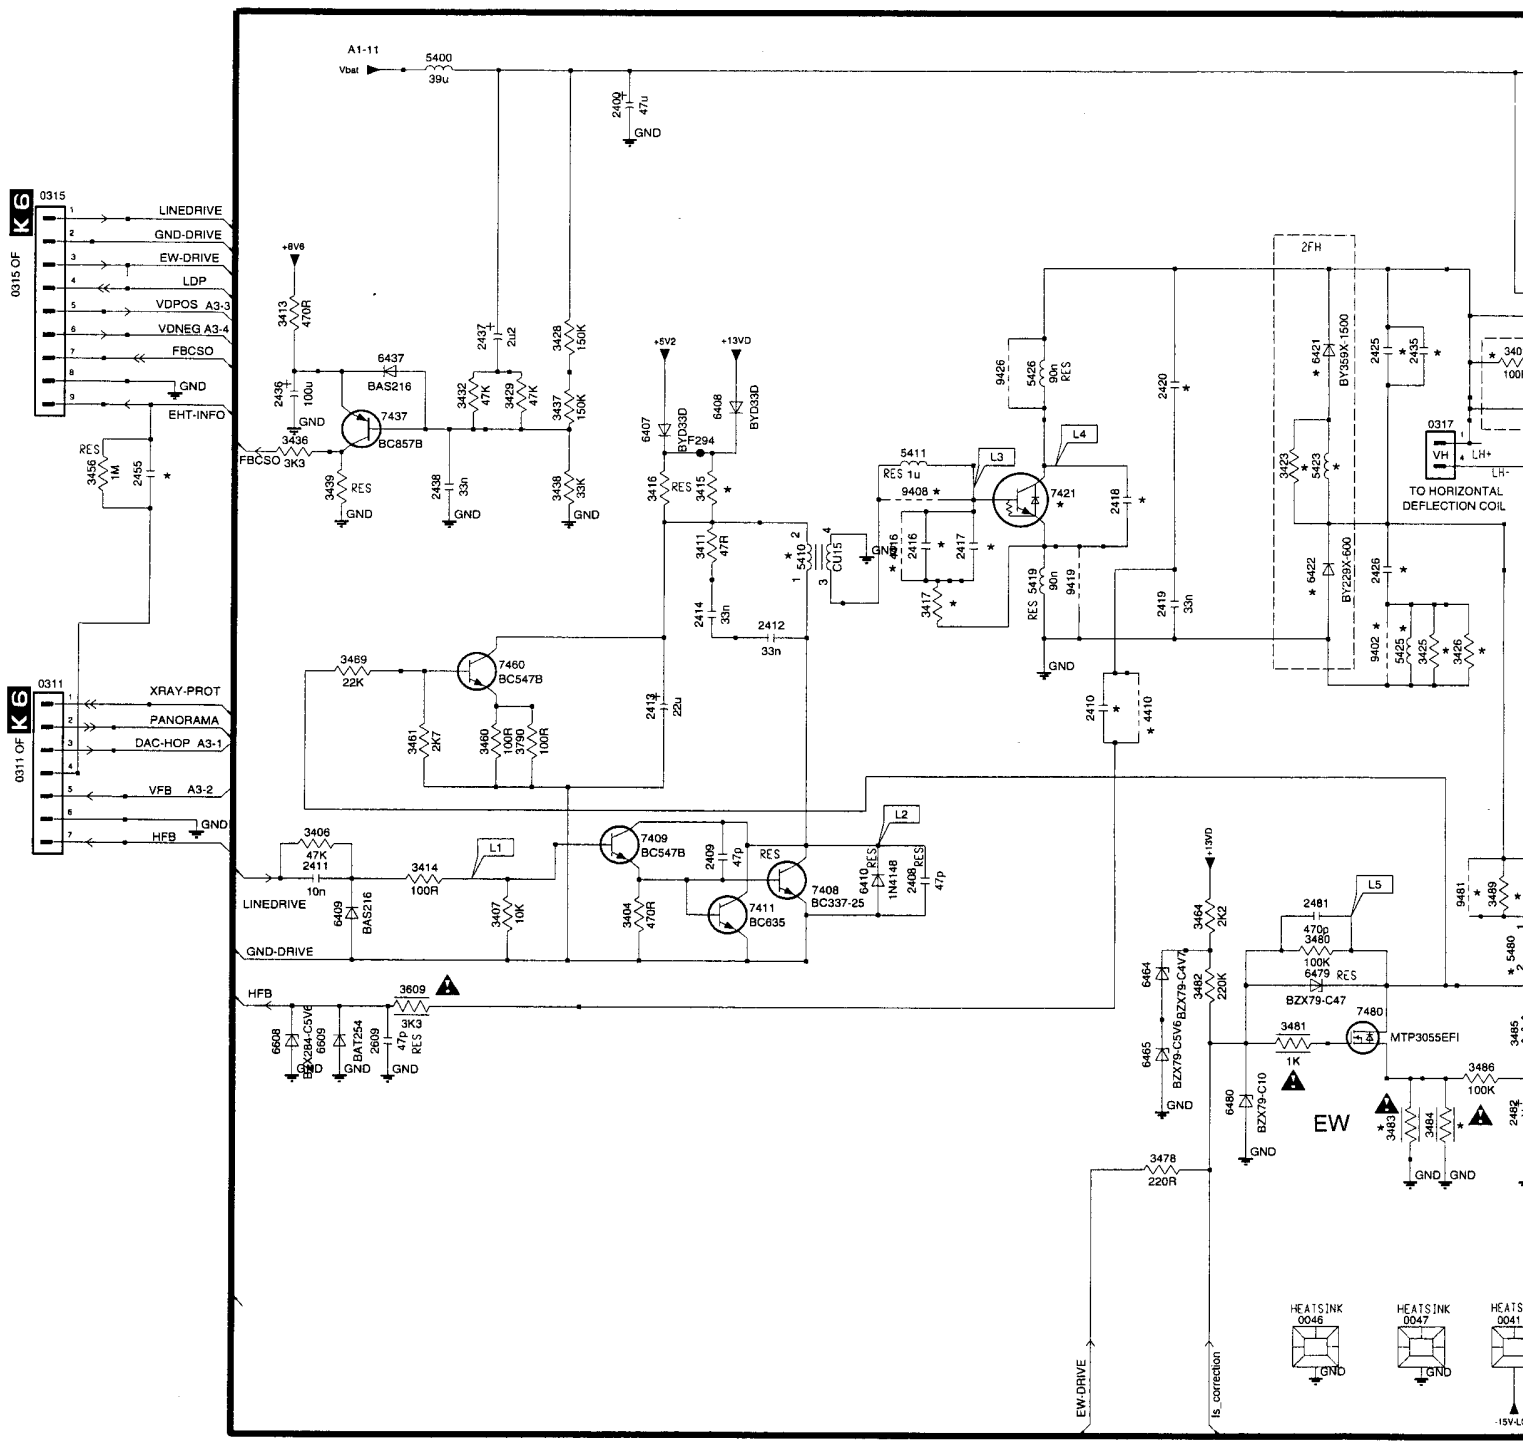 A1-11
Vbat
5400
39u
2400
47u
GND
K 6
0315
0315 OF
1
LINEDRIVE
2
GND-DRIVE
3
EW-DRIVE
4
LDP
5
VDPOS A3-3
6
VDNEG A3-4
7
FBCSO
8
GND
9
EHT-INFO
RES
3456
1M
2455
*
+8V6
3413
470R
2436
100u
GND
6437
BAS216
7437
BC857B
3436
3K3
FBCSO
3439
RES
GND
2437
2u2
3432
47K
3429
47K
2438
33n
GND
3428
150K
3437
150K
3438
33K
GND
+5V2
+13VD
6407
BYD33D
6408
BYD33D
F294
3416
RES
3415
*
3411
47R
2414
33n
2412
33n
2
4
* 5410
CU15
1
3
GND
5411
RES 1u
9408 *
L3
L4
* 4416
2416
*
2417
*
3417
*
7421
*
2418
*
9426
5426
90n
RES
RES
5419
90n
9419
GND
2420
*
2419
33n
2410
*
* 4410
2FH
* 6421
BY359X-1500
3423
*
5423
* 6422
BY229X-600
2425
*
2435
*
2426
*
9402 *
5425
*
3425
*
3426
*
* 340
100
0317
1
VH
4
LH+
LH-
TO HORIZONTAL
DEFLECTION COIL
K 6
0311
0311 OF
1
XRAY-PROT
2
PANORAMA
3
DAC-HOP A3-1
4
5
VFB A3-2
6
GND
7
HFB
3469
22K
7460
BC547B
3461
2K7
3460
100R
3790
100R
2413
22u
3406
47K
2411
10n
LINEDRIVE
6409
BAS216
3414
100R
L1
3407
10K
7409
BC547B
3404
470R
2409
47p
RES
7411
BC635
7408
BC337-25
L2
6410
RES
1N4148
2408
RES
47p
GND-DRIVE
HFB
3609
3K3
6608
BZX284-C5V6
GND
6609
BAT254
GND
2609
47p
RES
GND
+13VD
3464
2K2
6464
BZX79-C4V7
3482
220K
6465
BZX79-C5V6
GND
2481
470p
L5
3480
100K
6479 RES
BZX79-C47
3481
1K
7480
MTP3055EFI
6480
BZX79-C10
GND
EW
* 3483
GND
3484
*
GND
3486
100K
9481
*
3489
*
* 5480
1
2
3485
2482
3478
220R
EW-DRIVE
Is_correction
HEATSINK
0046
GND
HEATSINK
0047
GND
HEATS
0041
-15V-L